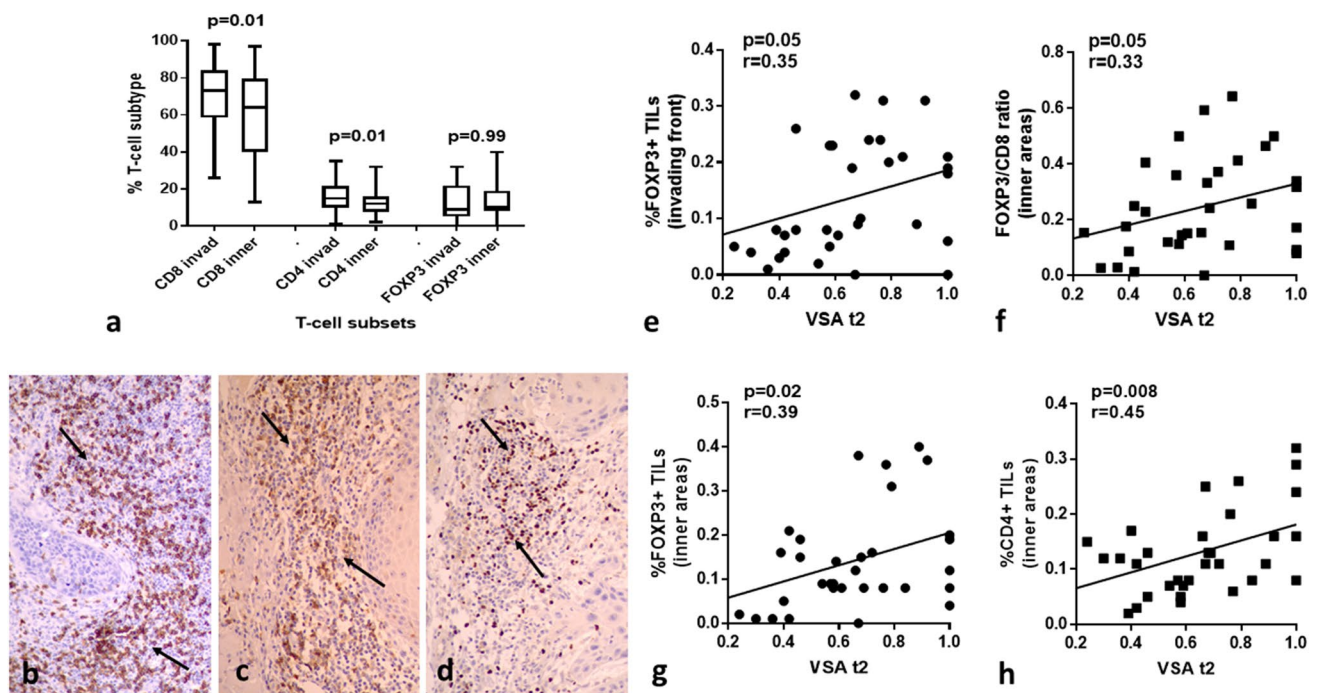 p=0.01
100
80
60
40
20
0
% T-cell subtype
p=0.01
p=0.99
CD8 invad
CD8 inner
CD4 invad
CD4 inner
FOXP3 invad
FOXP3 inner
T-cell subsets
a
b
c
d
p=0.05
r=0.35
0.4
0.3
0.2
0.1
0.0
%FOXP3+ TILs
(invading front)
0.2 0.4 0.6 0.8 1.0
VSA t2
e
p=0.05
r=0.33
0.8
0.6
0.4
0.2
0.0
FOXP3/CD8 ratio
(inner areas)
0.2 0.4 0.6 0.8 1.0
VSA t2
f
p=0.02
r=0.39
0.5
0.4
0.3
0.2
0.1
0.0
%FOXP3+ TILs
(inner areas)
0.2 0.4 0.6 0.8 1.0
VSA t2
g
p=0.008
r=0.45
0.4
0.3
0.2
0.1
0.0
%CD4+ TILs
(inner areas)
0.2 0.4 0.6 0.8 1.0
VSA t2
h